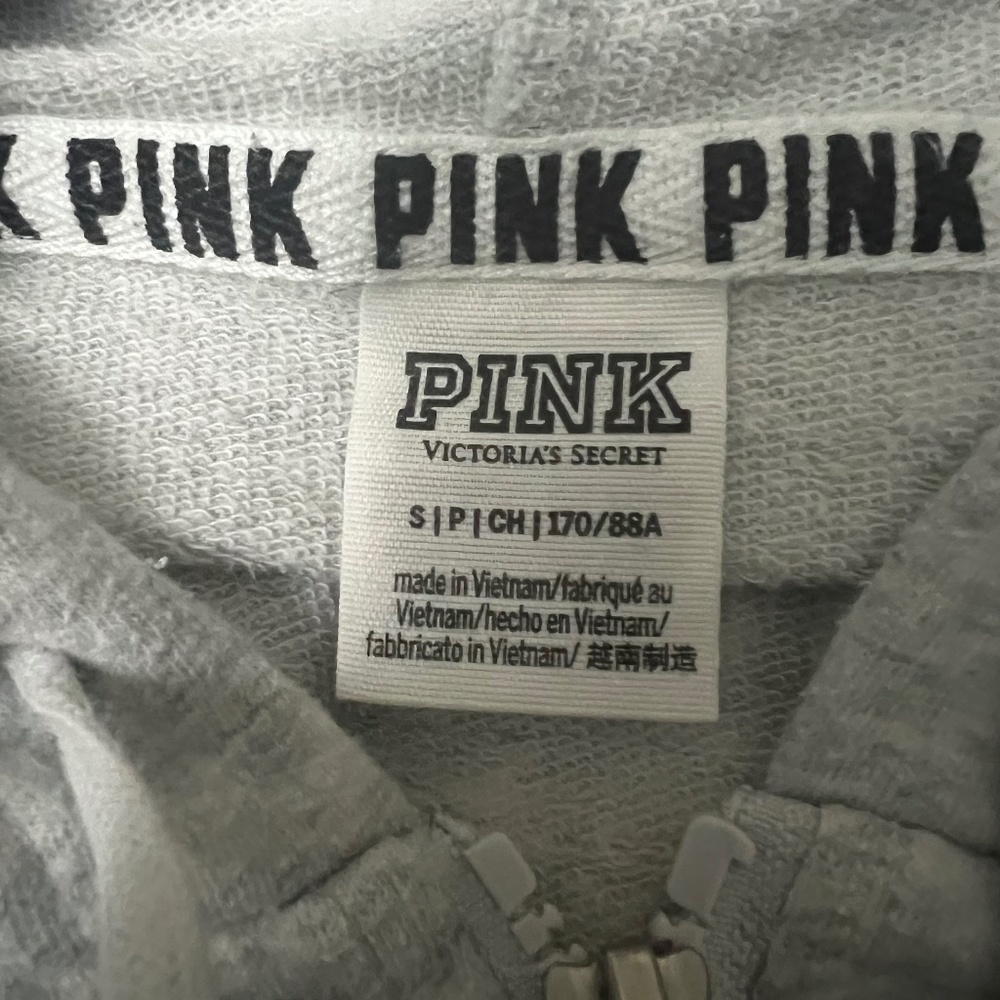 K PINK PINK PINK
PINK
VICTORIA'S SECRET
S | P | CH | 170/88A
made in Vietnam/fabriqué au
Vietnam/hecho en Vietnam/
fabbricato in Vietnam/ 越南制造